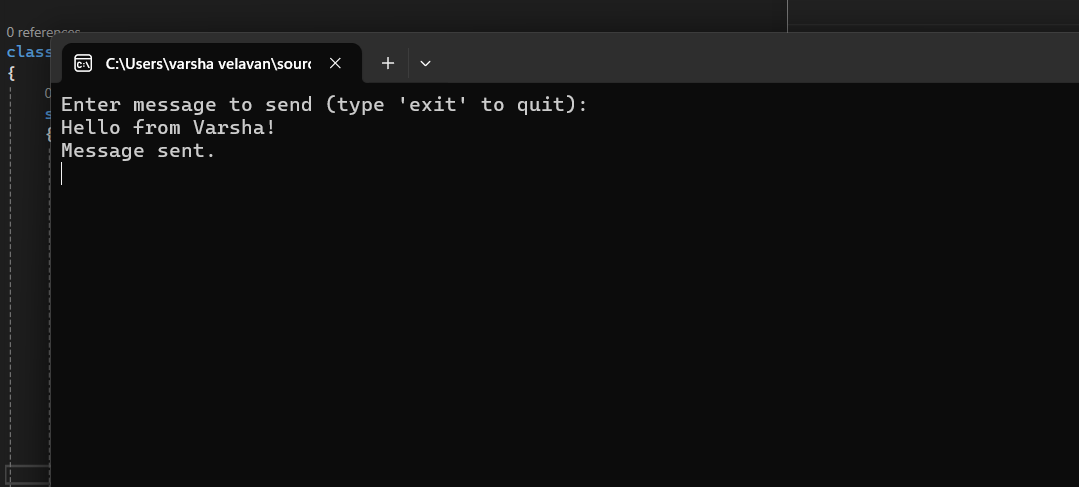 0 references
class
{
C:\Users\varsha velavan\sourc
Enter message to send (type 'exit' to quit):
Hello from Varsha!
Message sent.